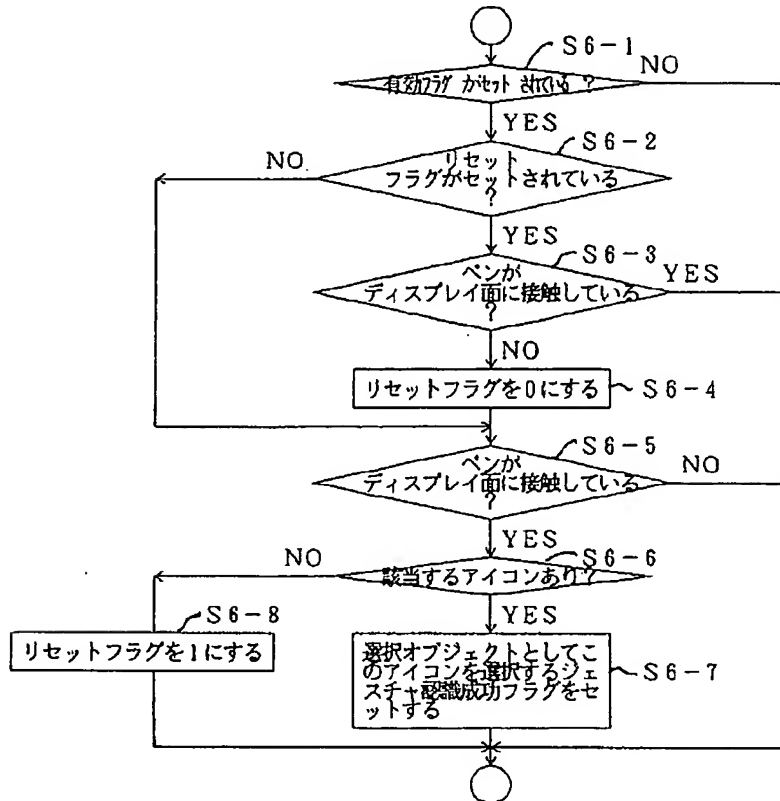 S6-1
有効フラグ がセット されている ?
NO
YES
S6-2
NO
リセット
フラグがセットされている
?
YES
S6-3
ペンが
YES
ディスプレイ面に接触している
?
NO
リセットフラグを0にする
S6-4
S6-5
ペンが
NO
ディスプレイ面に接触している
?
YES
S6-6
NO
該当するアイコンあり?
YES
S6-8
リセットフラグを1にする
選択オブジェクトとしてこ
のアイコンを選択するジェ
スチャ認識成功フラグをセ
ットする
S6-7